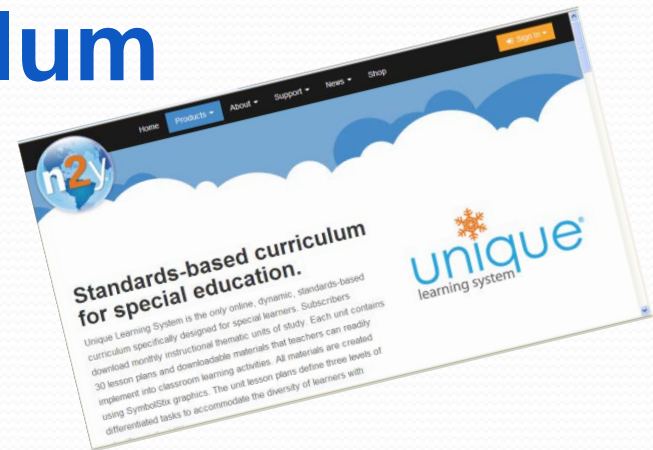 lum
Home Products About Support News Shop Sign In
n2y
Standards-based curriculum
for special education.
Unique Learning System is the only online, dynamic, standards-based
curriculum specifically designed for special learners. Subscribers
download monthly instructional thematic units of study. Each unit contains
30 lesson plans and downloadable materials that teachers can readily
implement into classroom learning activities. All materials are created
using SymbolStix graphics. The unit lesson plans define three levels of
differentiated tasks to accommodate the diversity of learners with
unique®
learning system